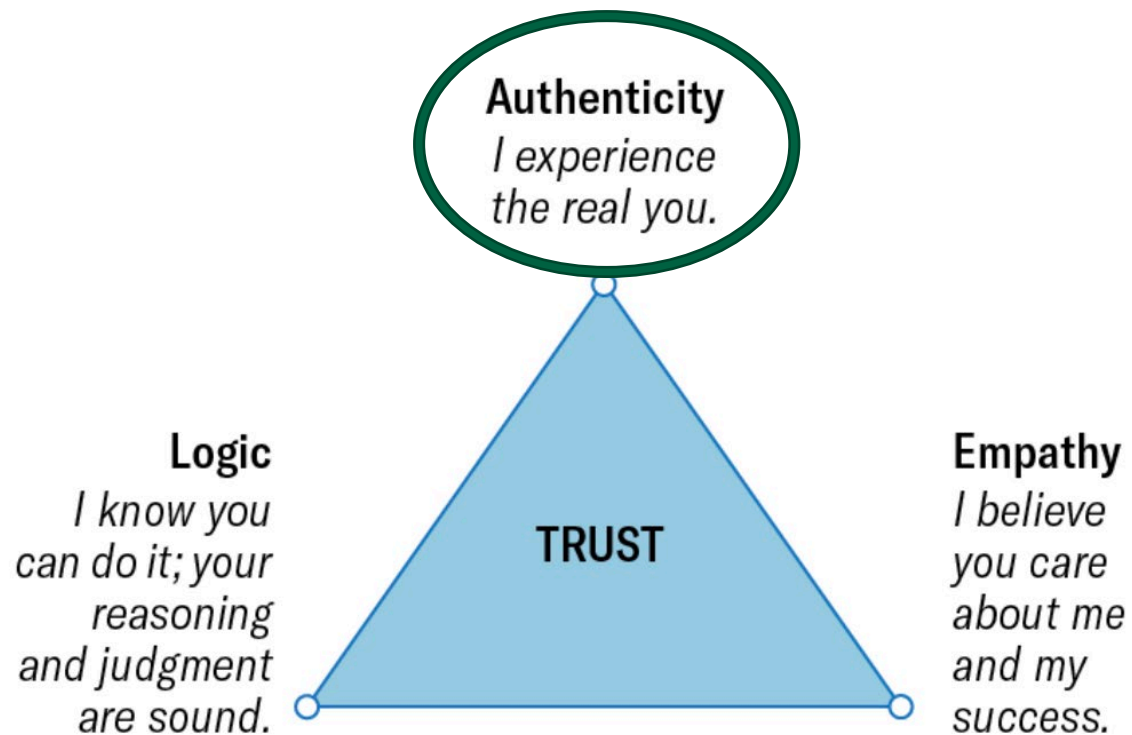 Authenticity
I experience
the real you.
Logic
I know you
can do it; your
reasoning
and judgment
are sound.
TRUST
Empathy
I believe
you care
about me
and my
success.